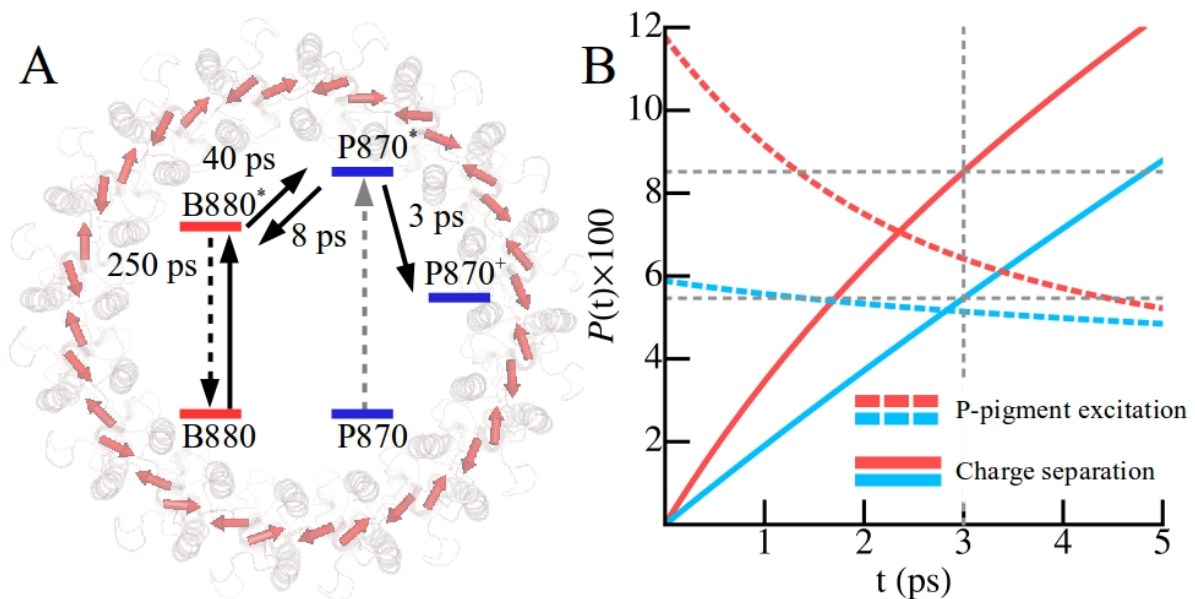 A
40 ps
P870*
B880*
8 ps
3 ps
250 ps
P870+
B880
P870
B
P(t)×100
12
10
8
6
4
2
P-pigment excitation
Charge separation
1
2
3
4
5
t (ps)